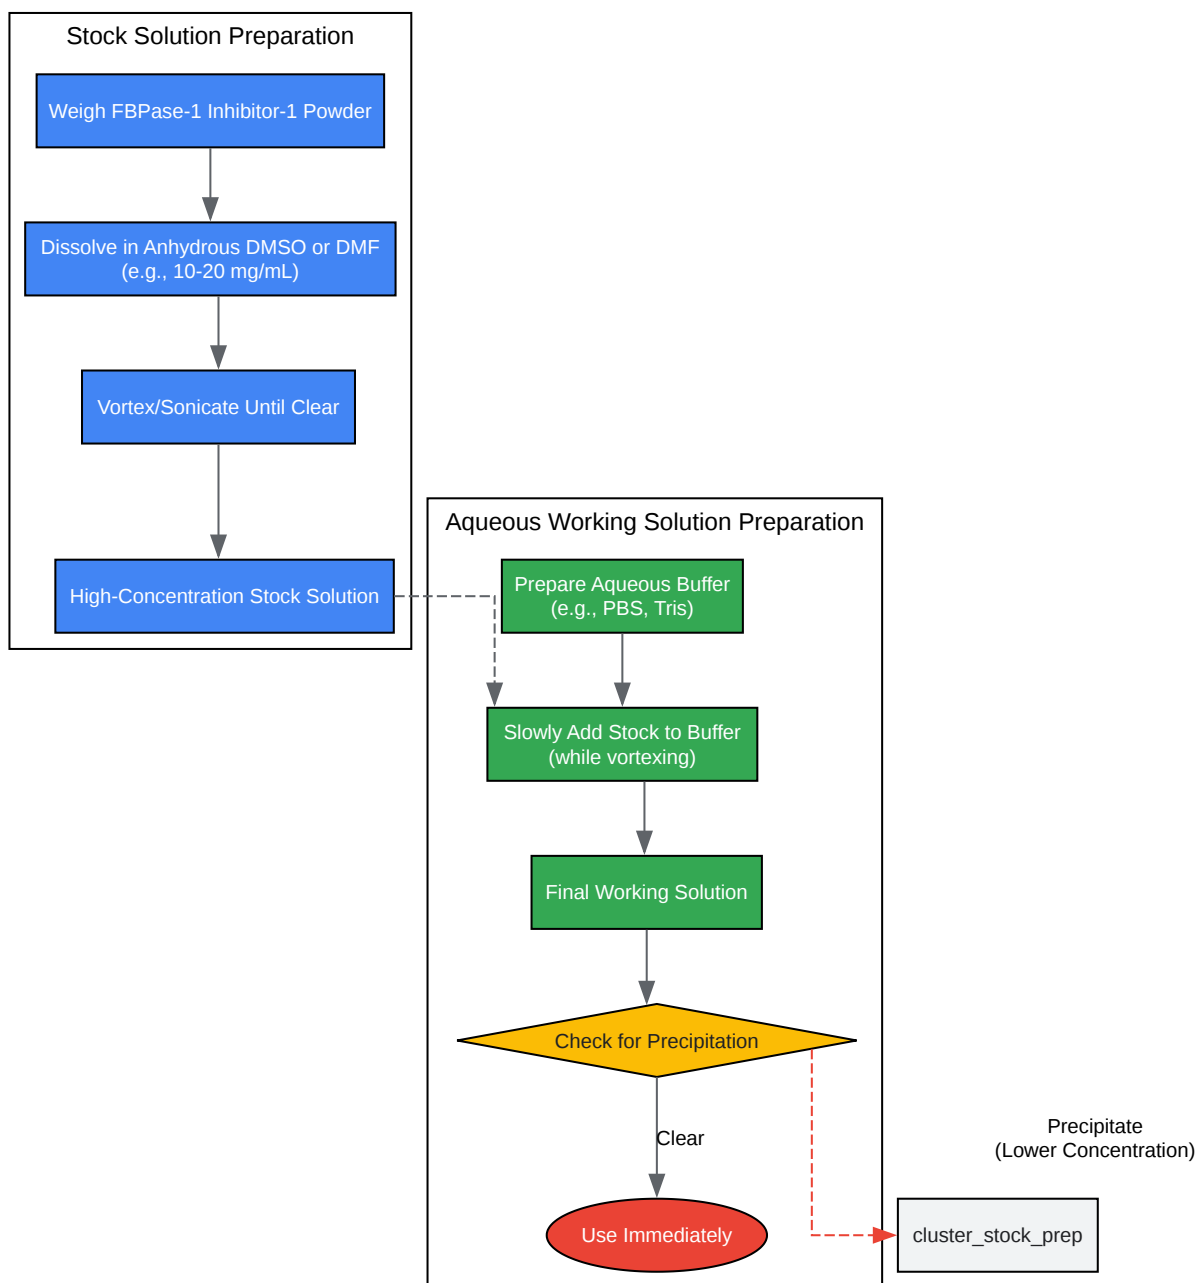 Stock Solution Preparation
Weigh FBPase-1 Inhibitor-1 Powder
Dissolve in Anhydrous DMSO or DMF
(e.g., 10-20 mg/mL)
Vortex/Sonicate Until Clear
High-Concentration Stock Solution
Aqueous Working Solution Preparation
Prepare Aqueous Buffer
(e.g., PBS, Tris)
Slowly Add Stock to Buffer
(while vortexing)
Final Working Solution
Check for Precipitation
Clear
Precipitate
(Lower Concentration)
Use Immediately
cluster_stock_prep